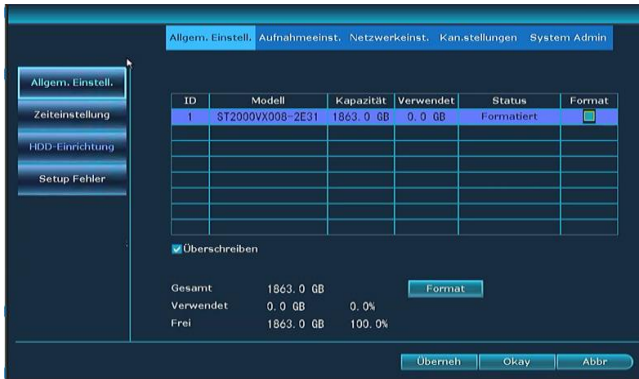 Allgem. Einstell. Aufnahmeeinst. Netzwerkeinst. Kan.stellungen System Admin
Allgem. Einstell.
Zeiteinstellung
HDD-Einrichtung
Setup Fehler
ID Modell Kapazität Verwendet Status Format
1 ST2000VX008-2E31 1863.0 GB 0.0 GB Formatiert
Überschreiben
Gesamt 1863.0 GB Format
Verwendet 0.0 GB 0.0%
Frei 1863.0 GB 100.0%
Überneh Okay Abbr